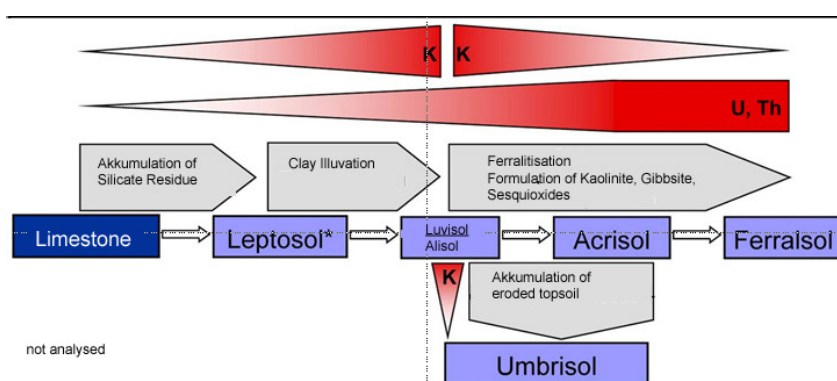 K K
U, Th
Akkumulation of
Silicate Residue
Clay Illuvation
Ferralitisation
Formulation of Kaolinite, Gibbsite,
Sesquioxides
Limestone
Leptosol*
Luvisol
Alisol
Acrisol
Ferralsol
K
Akkumulation of
eroded topsoil
not analysed
Umbrisol